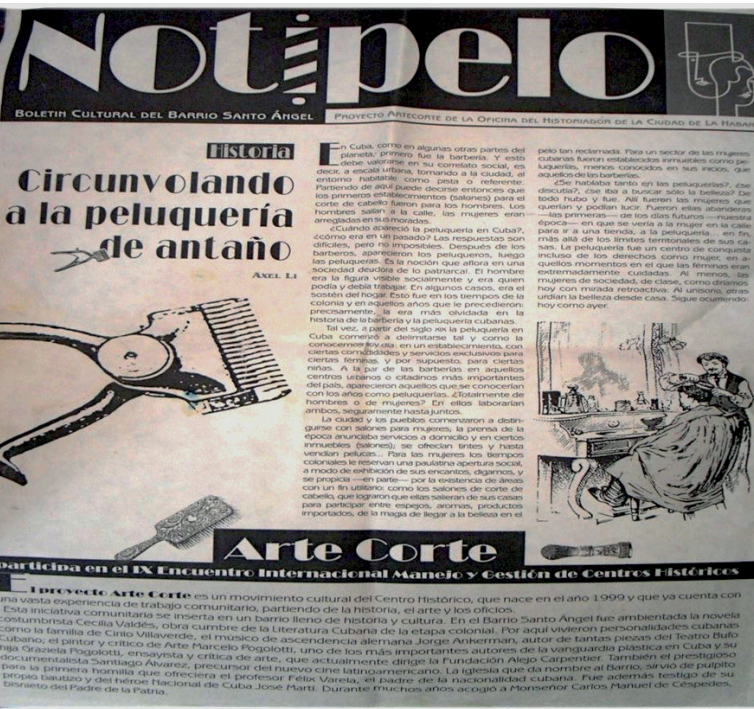 Notipelo
BOLETIN CULTURAL DEL BARRIO SANTO ÁNGEL
PROYECTO ARTECORTE DE LA OFICINA DEL HISTORIADOR DE LA CIUDAD DE LA HABAN
Historia
Circunvolando
a la peluquería
de antaño
AXEL LI
En Cuba, como en algunas otras partes del
planeta, primero fue la barbería. Y esto
debe valorarse en su correlato social, es
decir, a escala urbana, tomando a la ciudad, al
entorno habitable como pista o referente.
Partiendo de aquí puede decirse entonces que
los primeros establecimientos (salones) para el
corte de cabello fueron para los hombres. Los
hombres salían a la calle, las mujeres eran
arregladas en sus moradas.
¿Cuándo apareció la peluquería en Cuba?,
¿cómo era en un pasado? Las respuestas son
difíciles, pero no imposibles. Después de los
barberos, aparecieron los peluqueros, luego
las peluqueras. Es la noción que aflora en una
sociedad deudora de lo patriarcal. El hombre
era la figura visible socialmente y era quien
podía y debía trabajar. En algunos casos, era el
sostén del hogar. Esto fue en los tiempos de la
colonia y en aquellos años que le precedieron:
precisamente, la era más olvidada en la
historia de la barbería y la peluquería cubanas.
Tal vez, a partir del siglo XIX la peluquería en
Cuba comenzó a delimitarse tal y como la
conocemos hoy día: en un establecimiento, con
ciertas comodidades y servicios exclusivos para
ciertas féminas, y por supuesto, para ciertas
niñas. A la par de las barberías en aquellos
centros urbanos o citadinos más importantes
del país, aparecieron aquellos que se conocerían
con los años como peluquerías. ¿Totalmente de
hombres o de mujeres? En ellos laborarían
ambos, seguramente hasta juntos.
La ciudad y los pueblos comenzaron a distin-
guirse con salones para mujeres, la prensa de la
época anunciaba servicios a domicilio y en ciertos
inmuebles (salones); se ofrecían tintes y hasta
vendían pelucas... Para las mujeres los tiempos
coloniales le reservan una paulatina apertura social,
a modo de exhibición de sus encantos, digamos, y
se propicia —en parte— por la existencia de áreas
con un fin utilitario: como los salones de corte de
cabello, que lograron que ellas salieran de sus casas
para participar entre espejos, aromas, productos
importados, de la magia de llegar a la belleza en el
pelo tan reclamada. Para un sector de las mujeres
cubanas fueron establecidos inmuebles como pe-
luquerías, menos conocidos en sus inicios, que
aquellos de las barberías.
¿Se hablaba tanto en las peluquerías?, ¿se
discutía?, ¿se iba a buscar sólo la belleza? De
todo hubo y fue. Allí fueron las mujeres que
querían y podían lucir. Fueron ellas abanderadas
—las primeras— de los días futuros —nuestra
época— en que se vería a la mujer en la calle
para ir a una tienda, a la peluquería... en fin,
más allá de los límites territoriales de sus ca-
sas. La peluquería fue un centro de conquista
incluso de los derechos como mujer, en a-
quellos momentos en el que las féminas eran
extremadamente cuidadas. Al menos, las
mujeres de sociedad, de clase, como diríamos
hoy con mirada retroactiva. Al unísono, otras
urdían la belleza desde casa. Sigue ocurriendo
hoy como ayer.
Arte Corte
participa en el IX Encuentro Internacional Manejo y Gestión de Centros Históricos
El proyecto Arte Corte es un movimiento cultural del Centro Histórico, que nace en el año 1999 y que ya cuenta con
una vasta experiencia de trabajo comunitario, partiendo de la historia, el arte y los oficios.
Esta iniciativa comunitaria se inserta en un barrio lleno de historia y cultura. En el Barrio Santo Ángel fue ambientada la novela
costumbrista Cecilia Valdés, obra cumbre de la Literatura Cubana de la etapa colonial. Por aquí vivieron personalidades cubanas
como la familia de Cirilo Villaverde, el músico de ascendencia alemana Jorge Anherman, autor de tantas piezas del Teatro Bufo
Cubano; el pintor y crítico de Arte Marcelo Pogolotti, uno de los más importantes autores de la vanguardia plástica en Cuba y su
hija Graziela Pogolotti, ensayista y crítica de arte, que actualmente dirige la Fundación Alejo Carpentier. También el prestigioso
documentalista Santiago Álvarez, precursor del nuevo cine latinoamericano. La iglesia que da nombre al Barrio, sirvió de púlpito
para la primera homilía que ofreciera el profesor Félix Varela, el padre de la nacionalidad cubana. Fue además testigo de su
propio bautizo y del héroe Nacional de Cuba José Martí. Durante muchos años acogió a Monseñor Carlos Manuel de Céspedes,
bisnieto del Padre de la Patria.